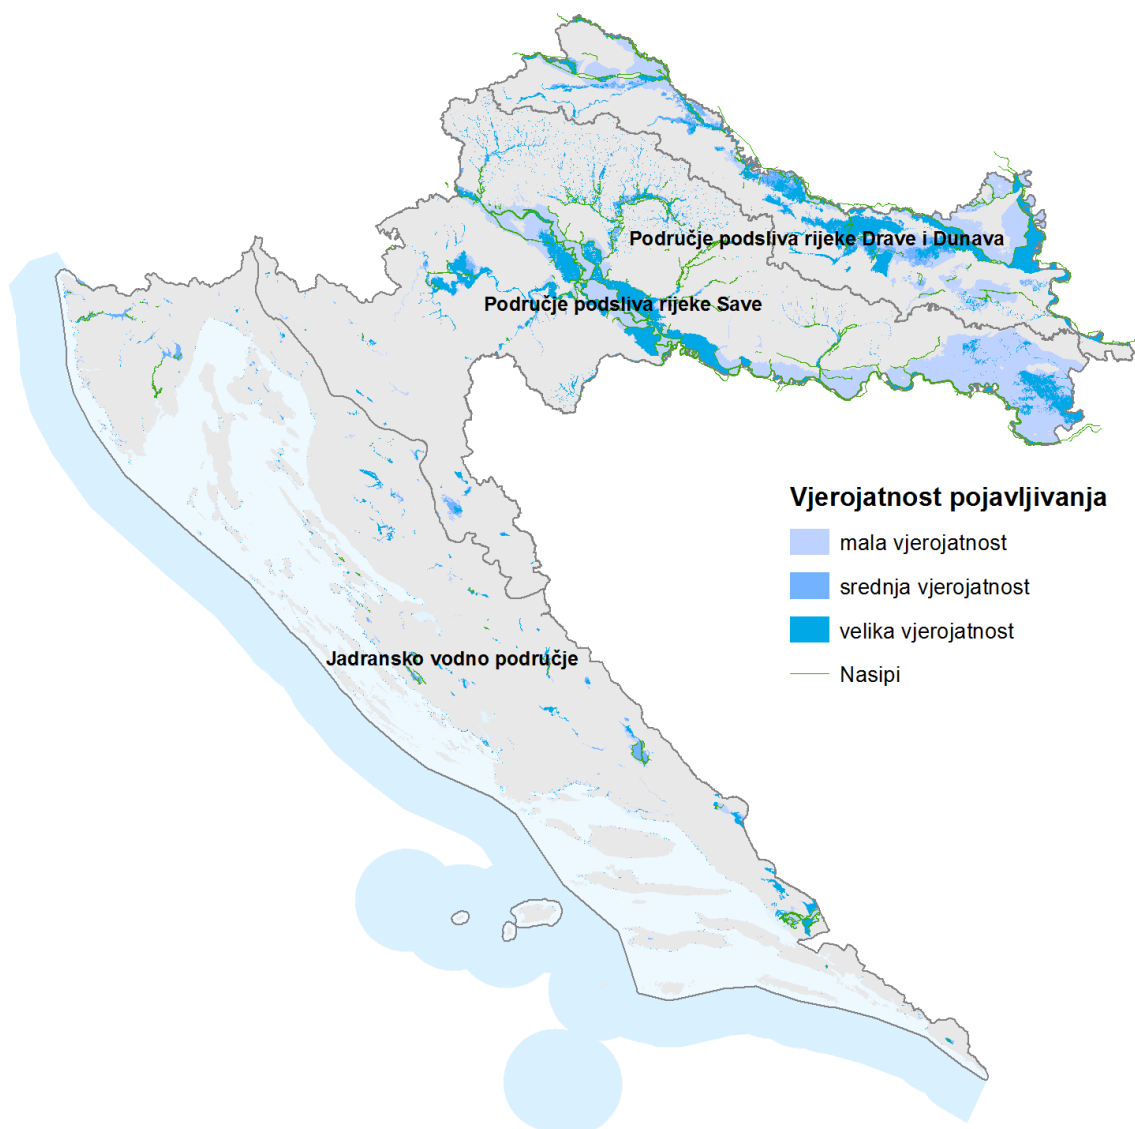 Područje podsliva rijeke Drave i Dunava
Područje podsliva rijeke Save
Vjerojatnost pojavljivanja
mala vjerojatnost
srednja vjerojatnost
velika vjerojatnost
Nasipi
Jadransko vodno područje